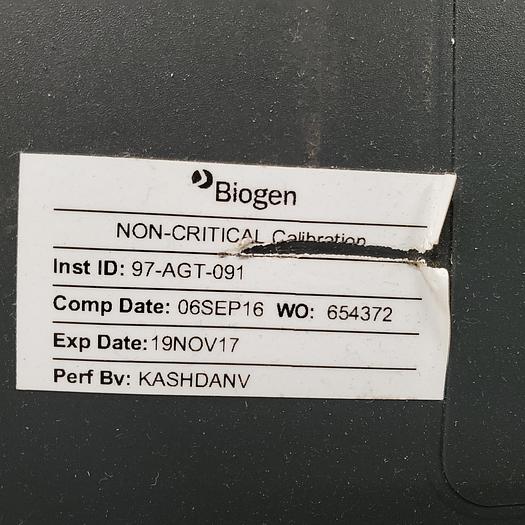 Biogen
NON-CRITICAL Calibration
Inst ID: 97-AGT-091
Comp Date: 06SEP16 WO: 654372
Exp Date:19NOV17
Perf By: KASHDANV